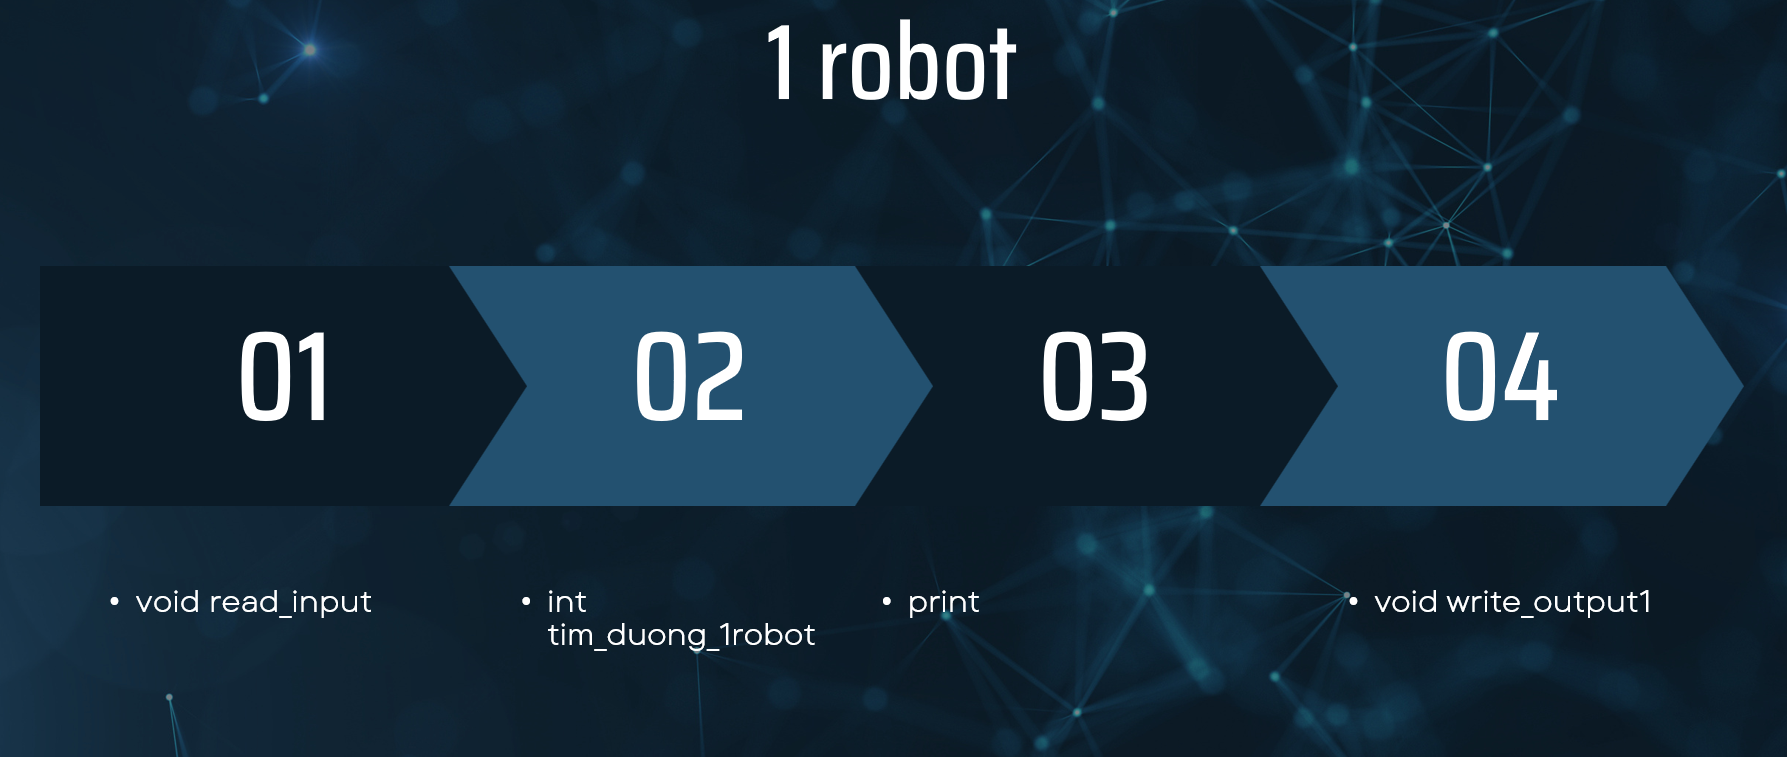 1 robot
01
02
03
04
• void read_input
• int
tim_duong_1robot
• print
• void write_output1